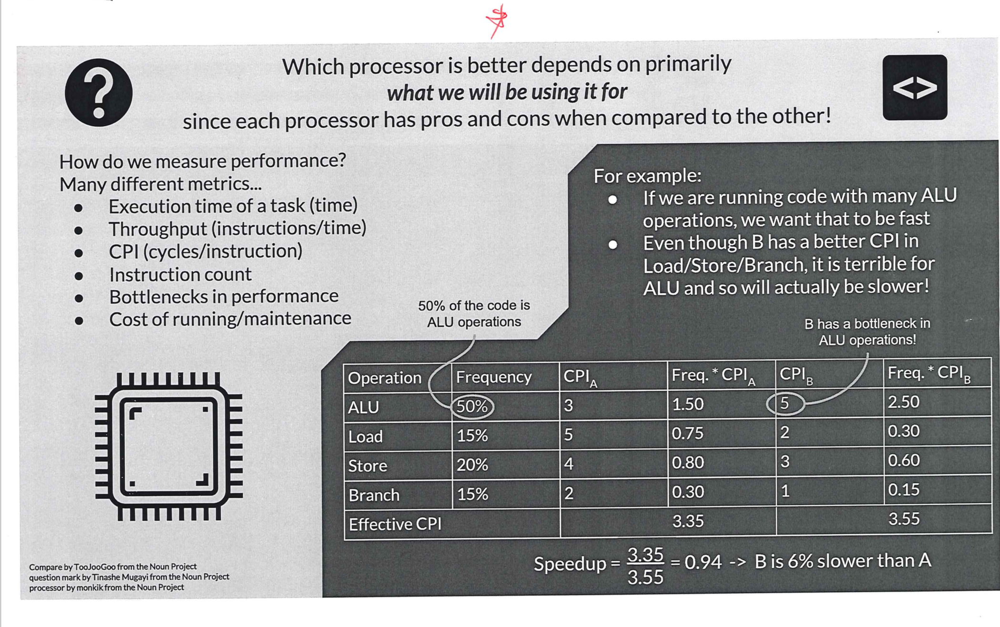 Which processor is better depends on primarily
what we will be using it for
since each processor has pros and cons when compared to the other!
<>
How do we measure performance?
Many different metrics...
● Execution time of a task (time)
● Throughput (instructions/time)
● CPI (cycles/instruction)
● Instruction count
● Bottlenecks in performance
● Cost of running/maintenance
For example:
● If we are running code with many ALU
operations, we want that to be fast
● Even though B has a better CPI in
Load/Store/Branch, it is terrible for
ALU and so will actually be slower!
50% of the code is
ALU operations
B has a bottleneck in
ALU operations!
Operation Frequency CPI_A Freq. * CPI_A CPI_B Freq. * CPI_B
ALU 50% 3 1.50 5 2.50
Load 15% 5 0.75 2 0.30
Store 20% 4 0.80 3 0.60
Branch 15% 2 0.30 1 0.15
Effective CPI 3.35 3.55
Speedup = 3.35/3.55 = 0.94 -> B is 6% slower than A
Compare by TooJooGoo from the Noun Project
question mark by Tinashe Mugayi from the Noun Project
processor by monkik from the Noun Project